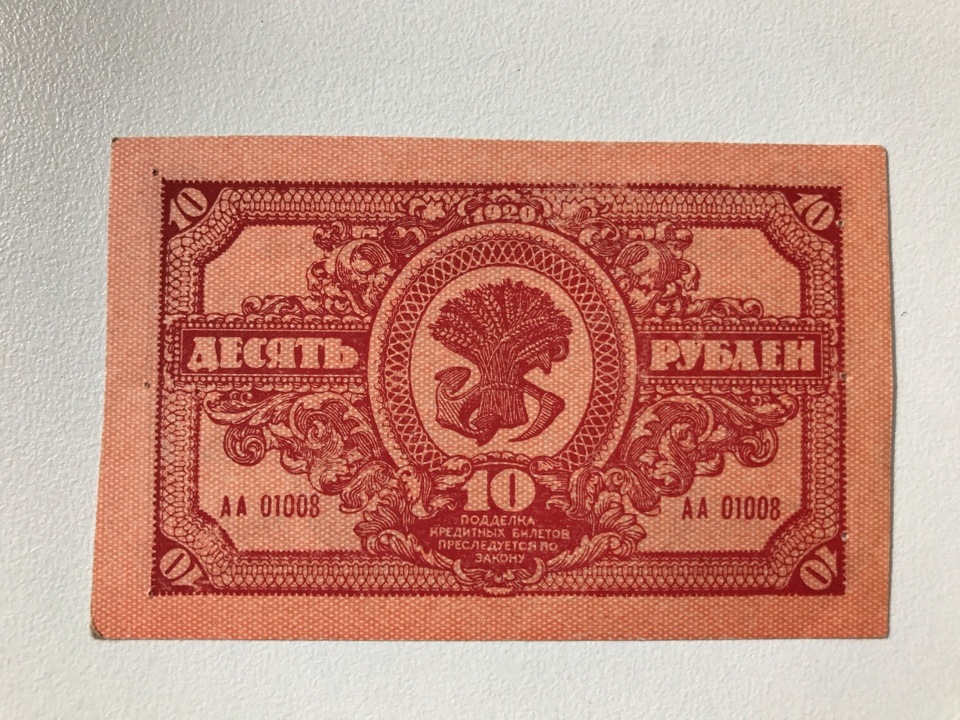 10 1920 10
ДЕСЯТЬ РУБЛЕЙ
10
АА 01008 АА 01008
ПОДДЕЛКА
КРЕДИТНЫХ БИЛЕТОВ
ПРЕСЛЕДУЕТСЯ ПО
ЗАКОНУ
10 10